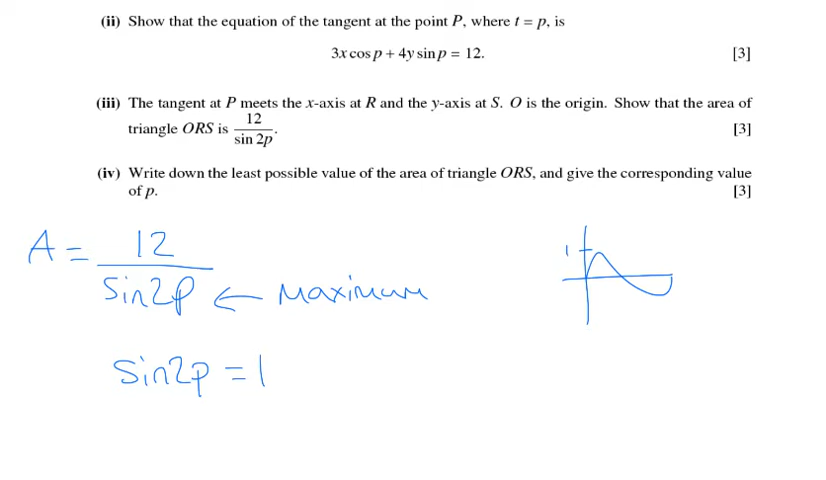 (ii) Show that the equation of the tangent at the point P, where t = p, is
3x cos p + 4y sin p = 12. [3]
(iii) The tangent at P meets the x-axis at R and the y-axis at S. O is the origin. Show that the area of
triangle ORS is 12/sin 2p. [3]
(iv) Write down the least possible value of the area of triangle ORS, and give the corresponding value
of p. [3]
A = 12/sin2p ← Maximum
1
sin2p = 1